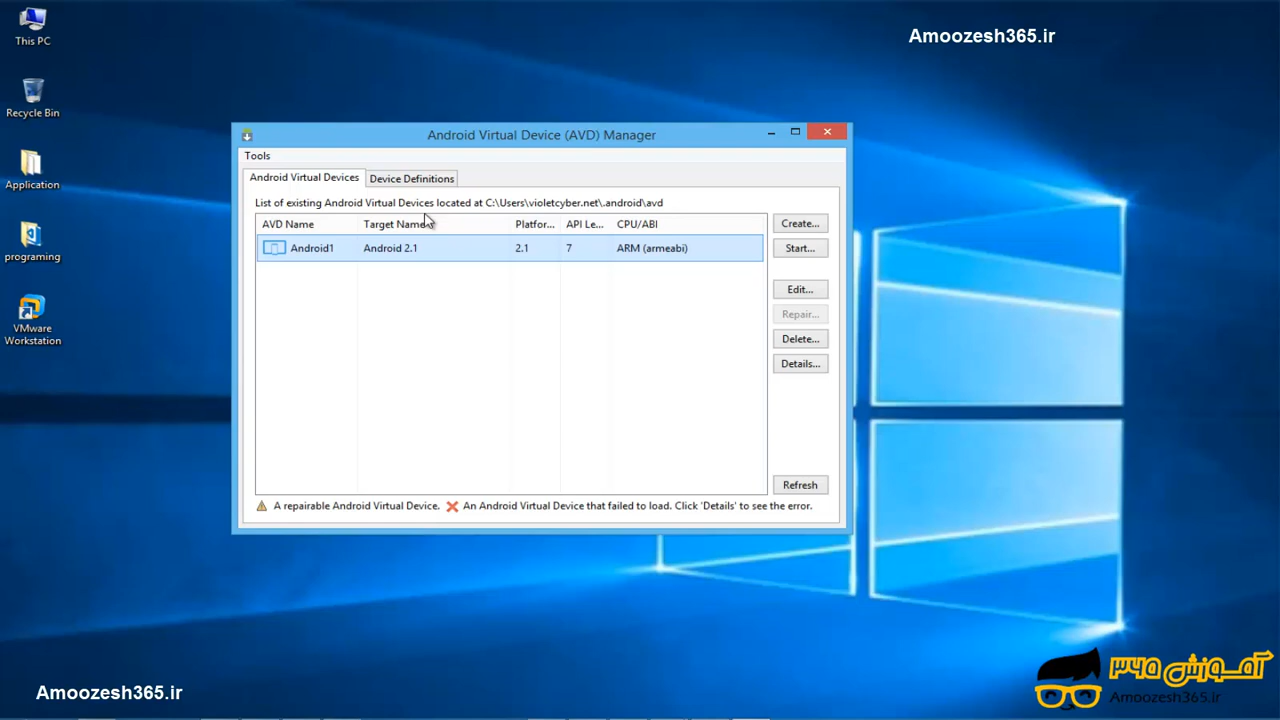 This PC
Recycle Bin
Application
programing
VMware
Workstation
Amoozesh365.ir
Android Virtual Device (AVD) Manager
Tools
Android Virtual Devices Device Definitions
List of existing Android Virtual Devices located at C:\Users\violetcyber.net\.android\avd
AVD Name Target Name Platfor... API Le... CPU/ABI
Android1 Android 2.1 2.1 7 ARM (armeabi)
Create...
Start...
Edit...
Repair...
Delete...
Details...
Refresh
A repairable Android Virtual Device. An Android Virtual Device that failed to load. Click 'Details' to see the error.
Amoozesh365.ir
آموزش ۳۶۵
Amoozesh365.ir